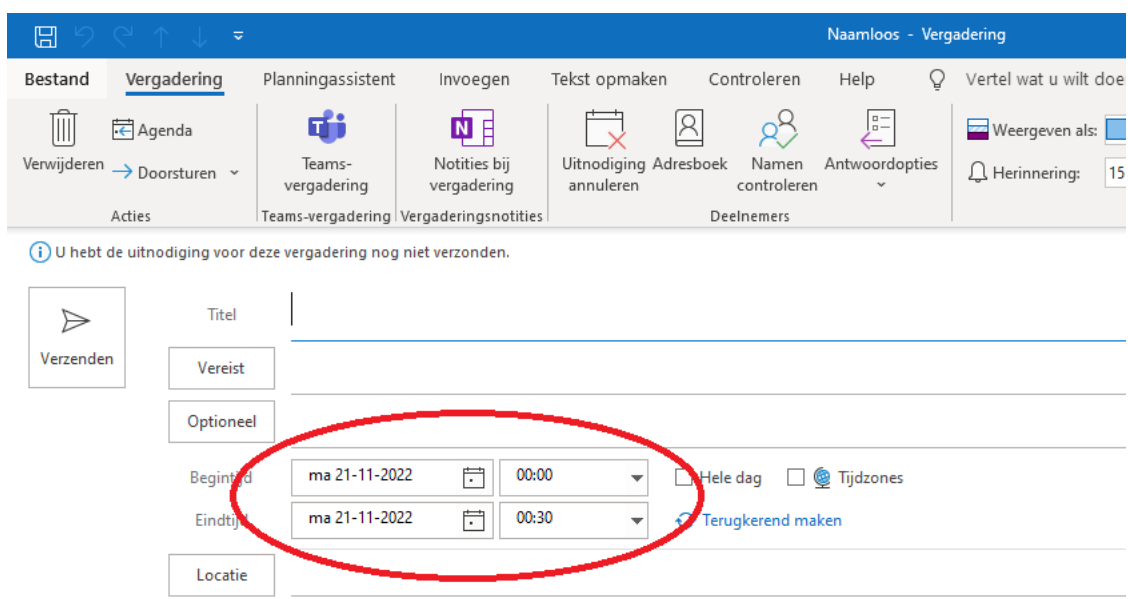 Naamloos - Vergadering
Bestand Vergadering Planningassistent Invoegen Tekst opmaken Controleren Help Vertel wat u wilt doe
Verwijderen
Agenda
Doorsturen
Acties
Teams-
vergadering
Teams-vergadering
Notities bij
vergadering
Vergaderingsnotities
Uitnodiging
annuleren
Adresboek
Namen
controleren
Antwoordopties
Deelnemers
Weergeven als:
Herinnering: 15
U hebt de uitnodiging voor deze vergadering nog niet verzonden.
Verzenden
Titel
Vereist
Optioneel
Begintijd ma 21-11-2022 00:00 Hele dag Tijdzones
Eindtijd ma 21-11-2022 00:30 Terugkerend maken
Locatie